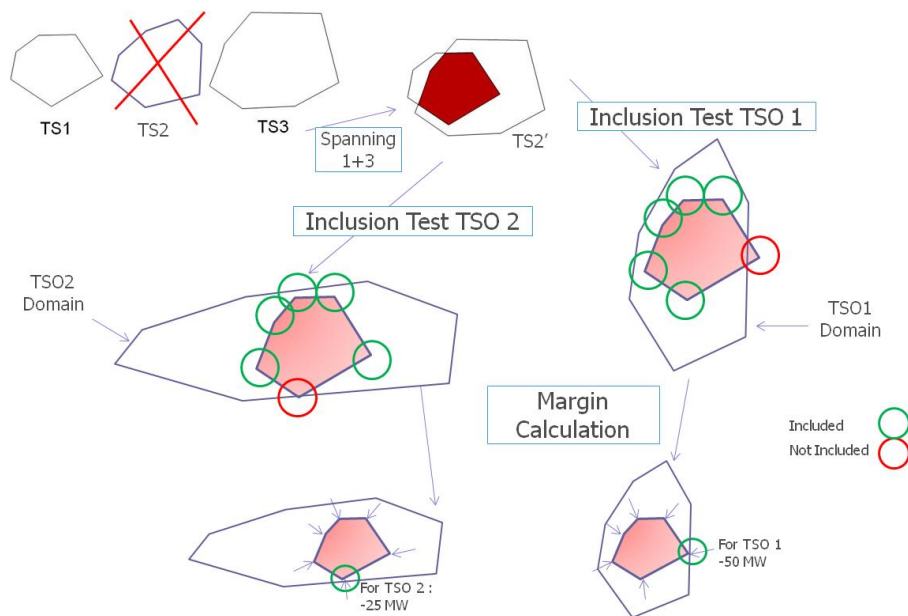 TS1
TS2
TS3
Spanning
1+3
TS2'
Inclusion Test TSO 1
Inclusion Test TSO 2
TSO2
Domain
TSO1
Domain
Margin
Calculation
Included
Not Included
For TSO 2 :
-25 MW
For TSO 1
-50 MW